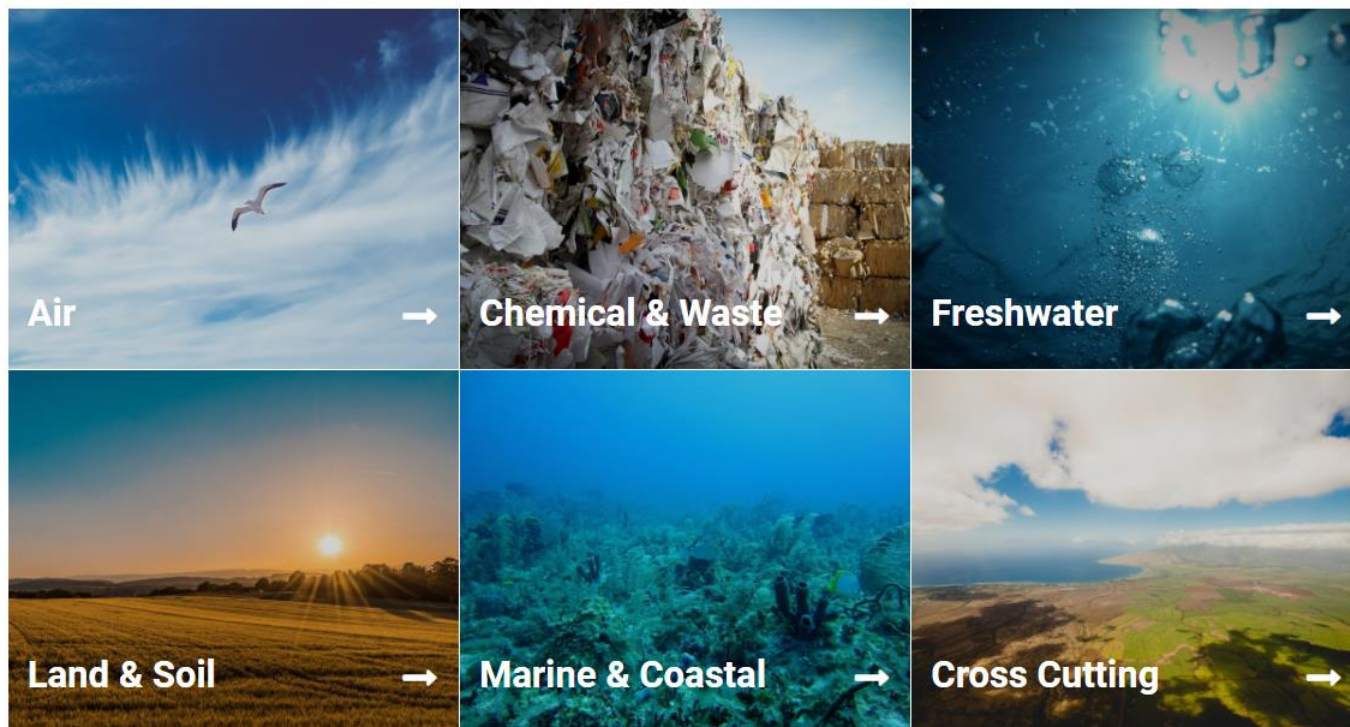 Air
Chemical & Waste
Freshwater
Land & Soil
Marine & Coastal
Cross Cutting